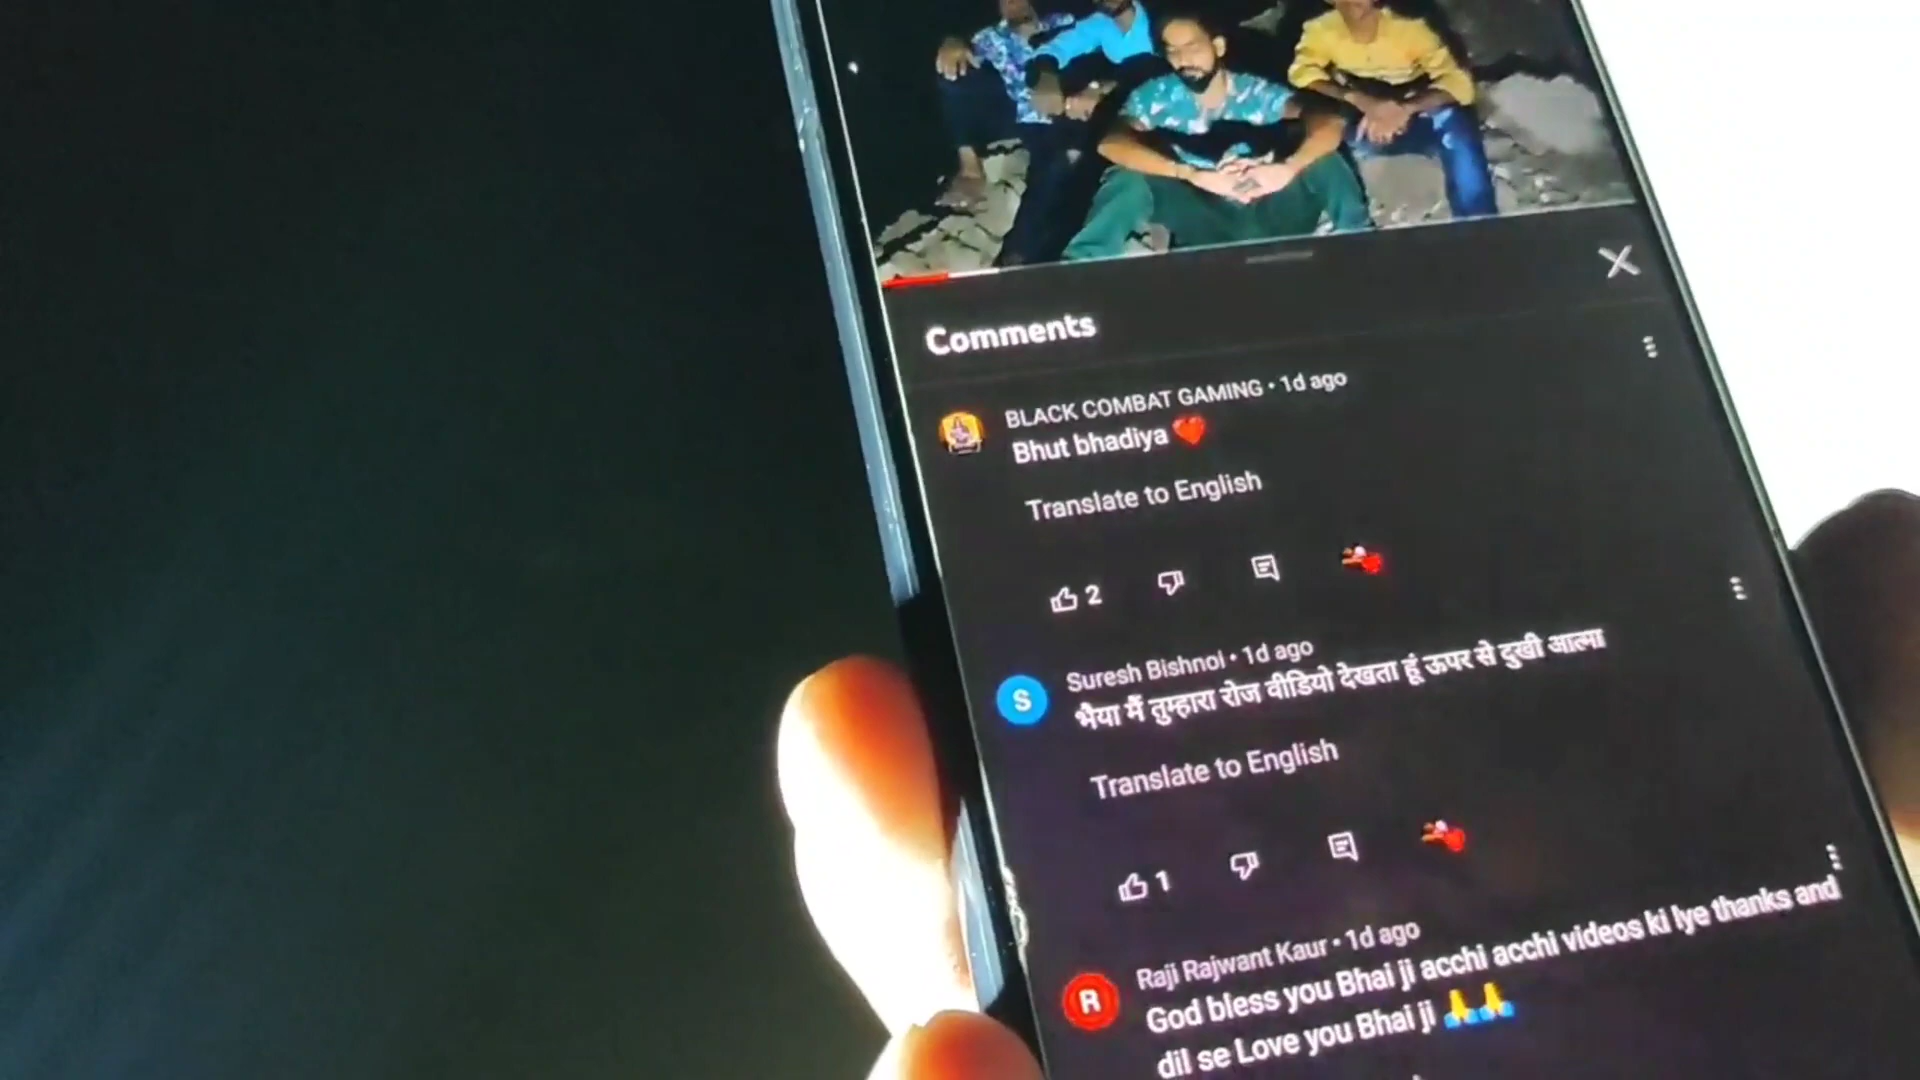 Comments
BLACK COMBAT GAMING • 1d ago
Bhut bhadiya ❤️
Translate to English
2
S
Suresh Bishnoi • 1d ago
भैया मैं तुम्हारा रोज वीडियो देखता हूं ऊपर से दुखी आत्मा
Translate to English
1
R
Raji Rajwant Kaur • 1d ago
God bless you Bhai ji acchi acchi videos ki lye thanks and
dil se Love you Bhai ji 🙏🙏